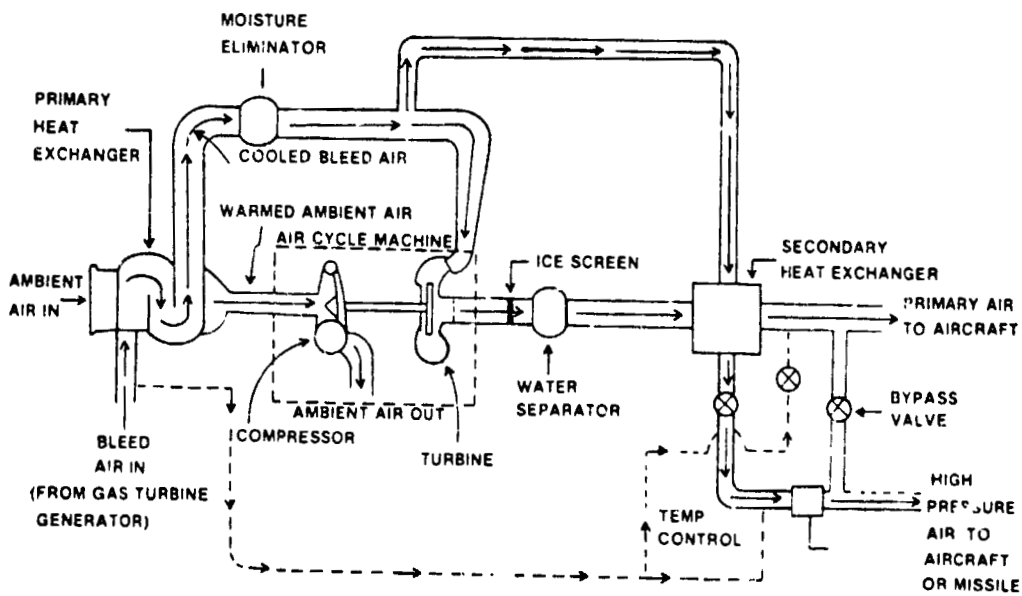 MOISTURE
ELIMINATOR
PRIMARY
HEAT
EXCHANGER
COOLED BLEED AIR
WARMED AMBIENT AIR
AIR CYCLE MACHINE
AMBIENT
AIR IN
ICE SCREEN
SECONDARY
HEAT EXCHANGER
PRIMARY AIR
TO AIRCRAFT
WATER
SEPARATOR
BYPASS
VALVE
AMBIENT AIR OUT
COMPRESSOR
TURBINE
BLEED
AIR IN
(FROM GAS TURBINE
GENERATOR)
TEMP
CONTROL
HIGH
PRESSURE
AIR TO
AIRCRAFT
OR MISSILE